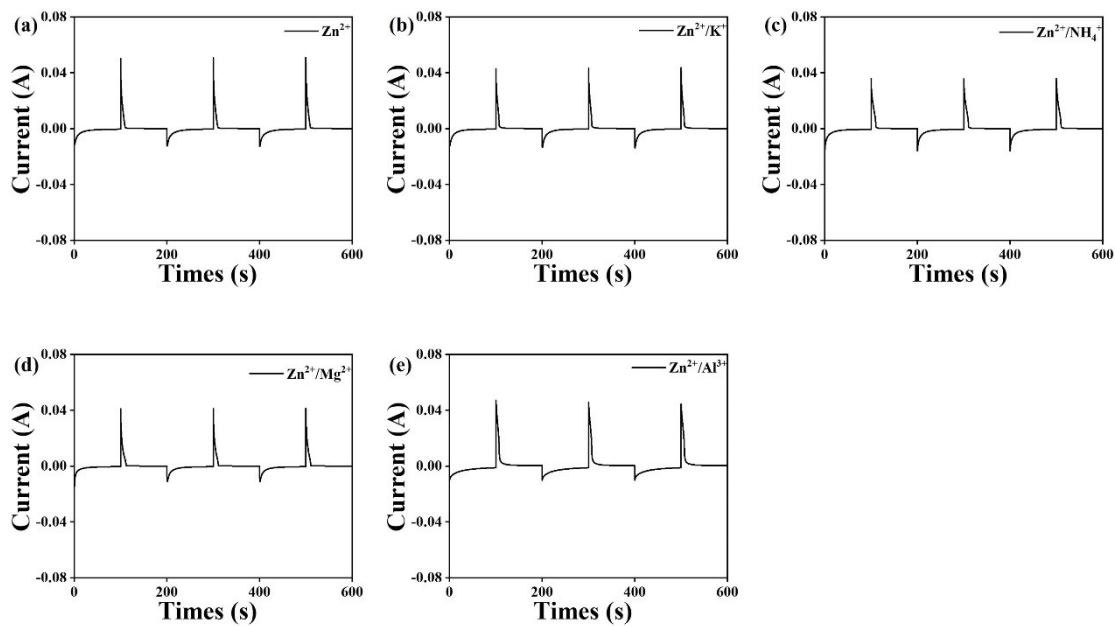 (a)
Zn²⁺
0.08
0.04
0.00
-0.04
-0.08
Current (A)
0
200
400
600
Times (s)
(b)
Zn²⁺/K⁺
0.08
0.04
0.00
-0.04
-0.08
Current (A)
0
200
400
600
Times (s)
(c)
Zn²⁺/NH₄⁺
0.08
0.04
0.00
-0.04
-0.08
Current (A)
0
200
400
600
Times (s)
(d)
Zn²⁺/Mg²⁺
0.08
0.04
0.00
-0.04
-0.08
Current (A)
0
200
400
600
Times (s)
(e)
Zn²⁺/Al³⁺
0.08
0.04
0.00
-0.04
-0.08
Current (A)
0
200
400
600
Times (s)